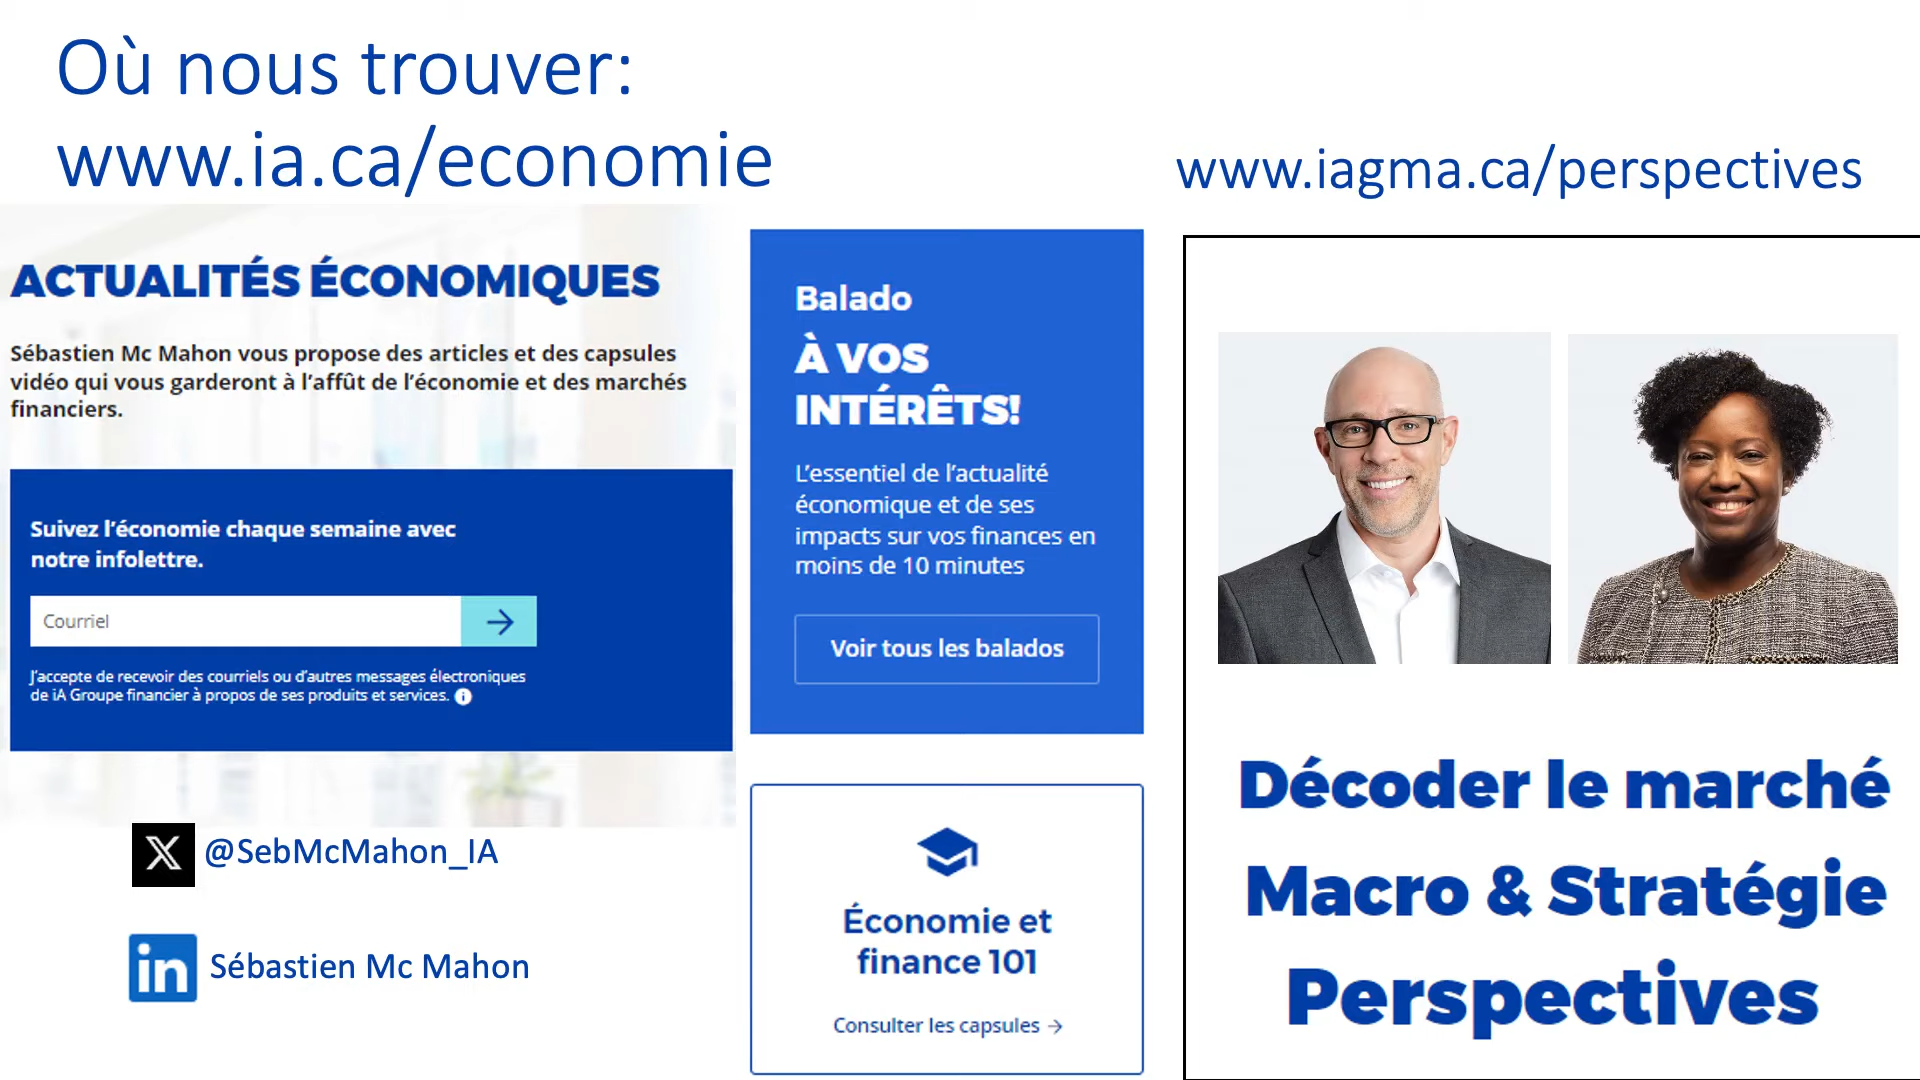 Où nous trouver:
www.ia.ca/economie
www.iagma.ca/perspectives
ACTUALITÉS ÉCONOMIQUES
Sébastien Mc Mahon vous propose des articles et des capsules
vidéo qui vous garderont à l'affût de l'économie et des marchés
financiers.
Suivez l'économie chaque semaine avec
notre infolettre.
Courriel
J'accepte de recevoir des courriels ou d'autres messages électroniques
de iA Groupe financier à propos de ses produits et services.
@SebMcMahon_IA
in
Sébastien Mc Mahon
Balado
À VOS
INTÉRÊTS!
L'essentiel de l'actualité
économique et de ses
impacts sur vos finances en
moins de 10 minutes
Voir tous les balados
Économie et
finance 101
Consulter les capsules →
Décoder le marché
Macro & Stratégie
Perspectives